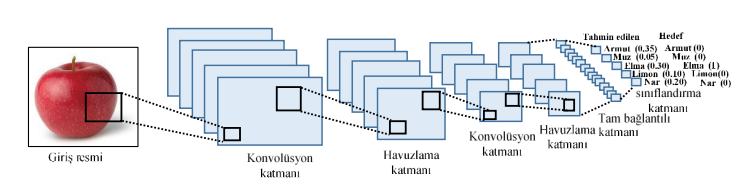 Tahmin edilen Hedef
Armut (0,35) Armut (0)
Muz (0.05) Muz (0)
Elma (0.30) Elma (1)
Limon (0.10) Limon(0)
Nar (0.20) Nar (0)
sınıflandırma
katmanı
Tam bağlantılı
katmanı
Havuzlama
katmanı
Konvolüsyon
katmanı
Havuzlama
katmanı
Konvolüsyon
katmanı
Giriş resmi